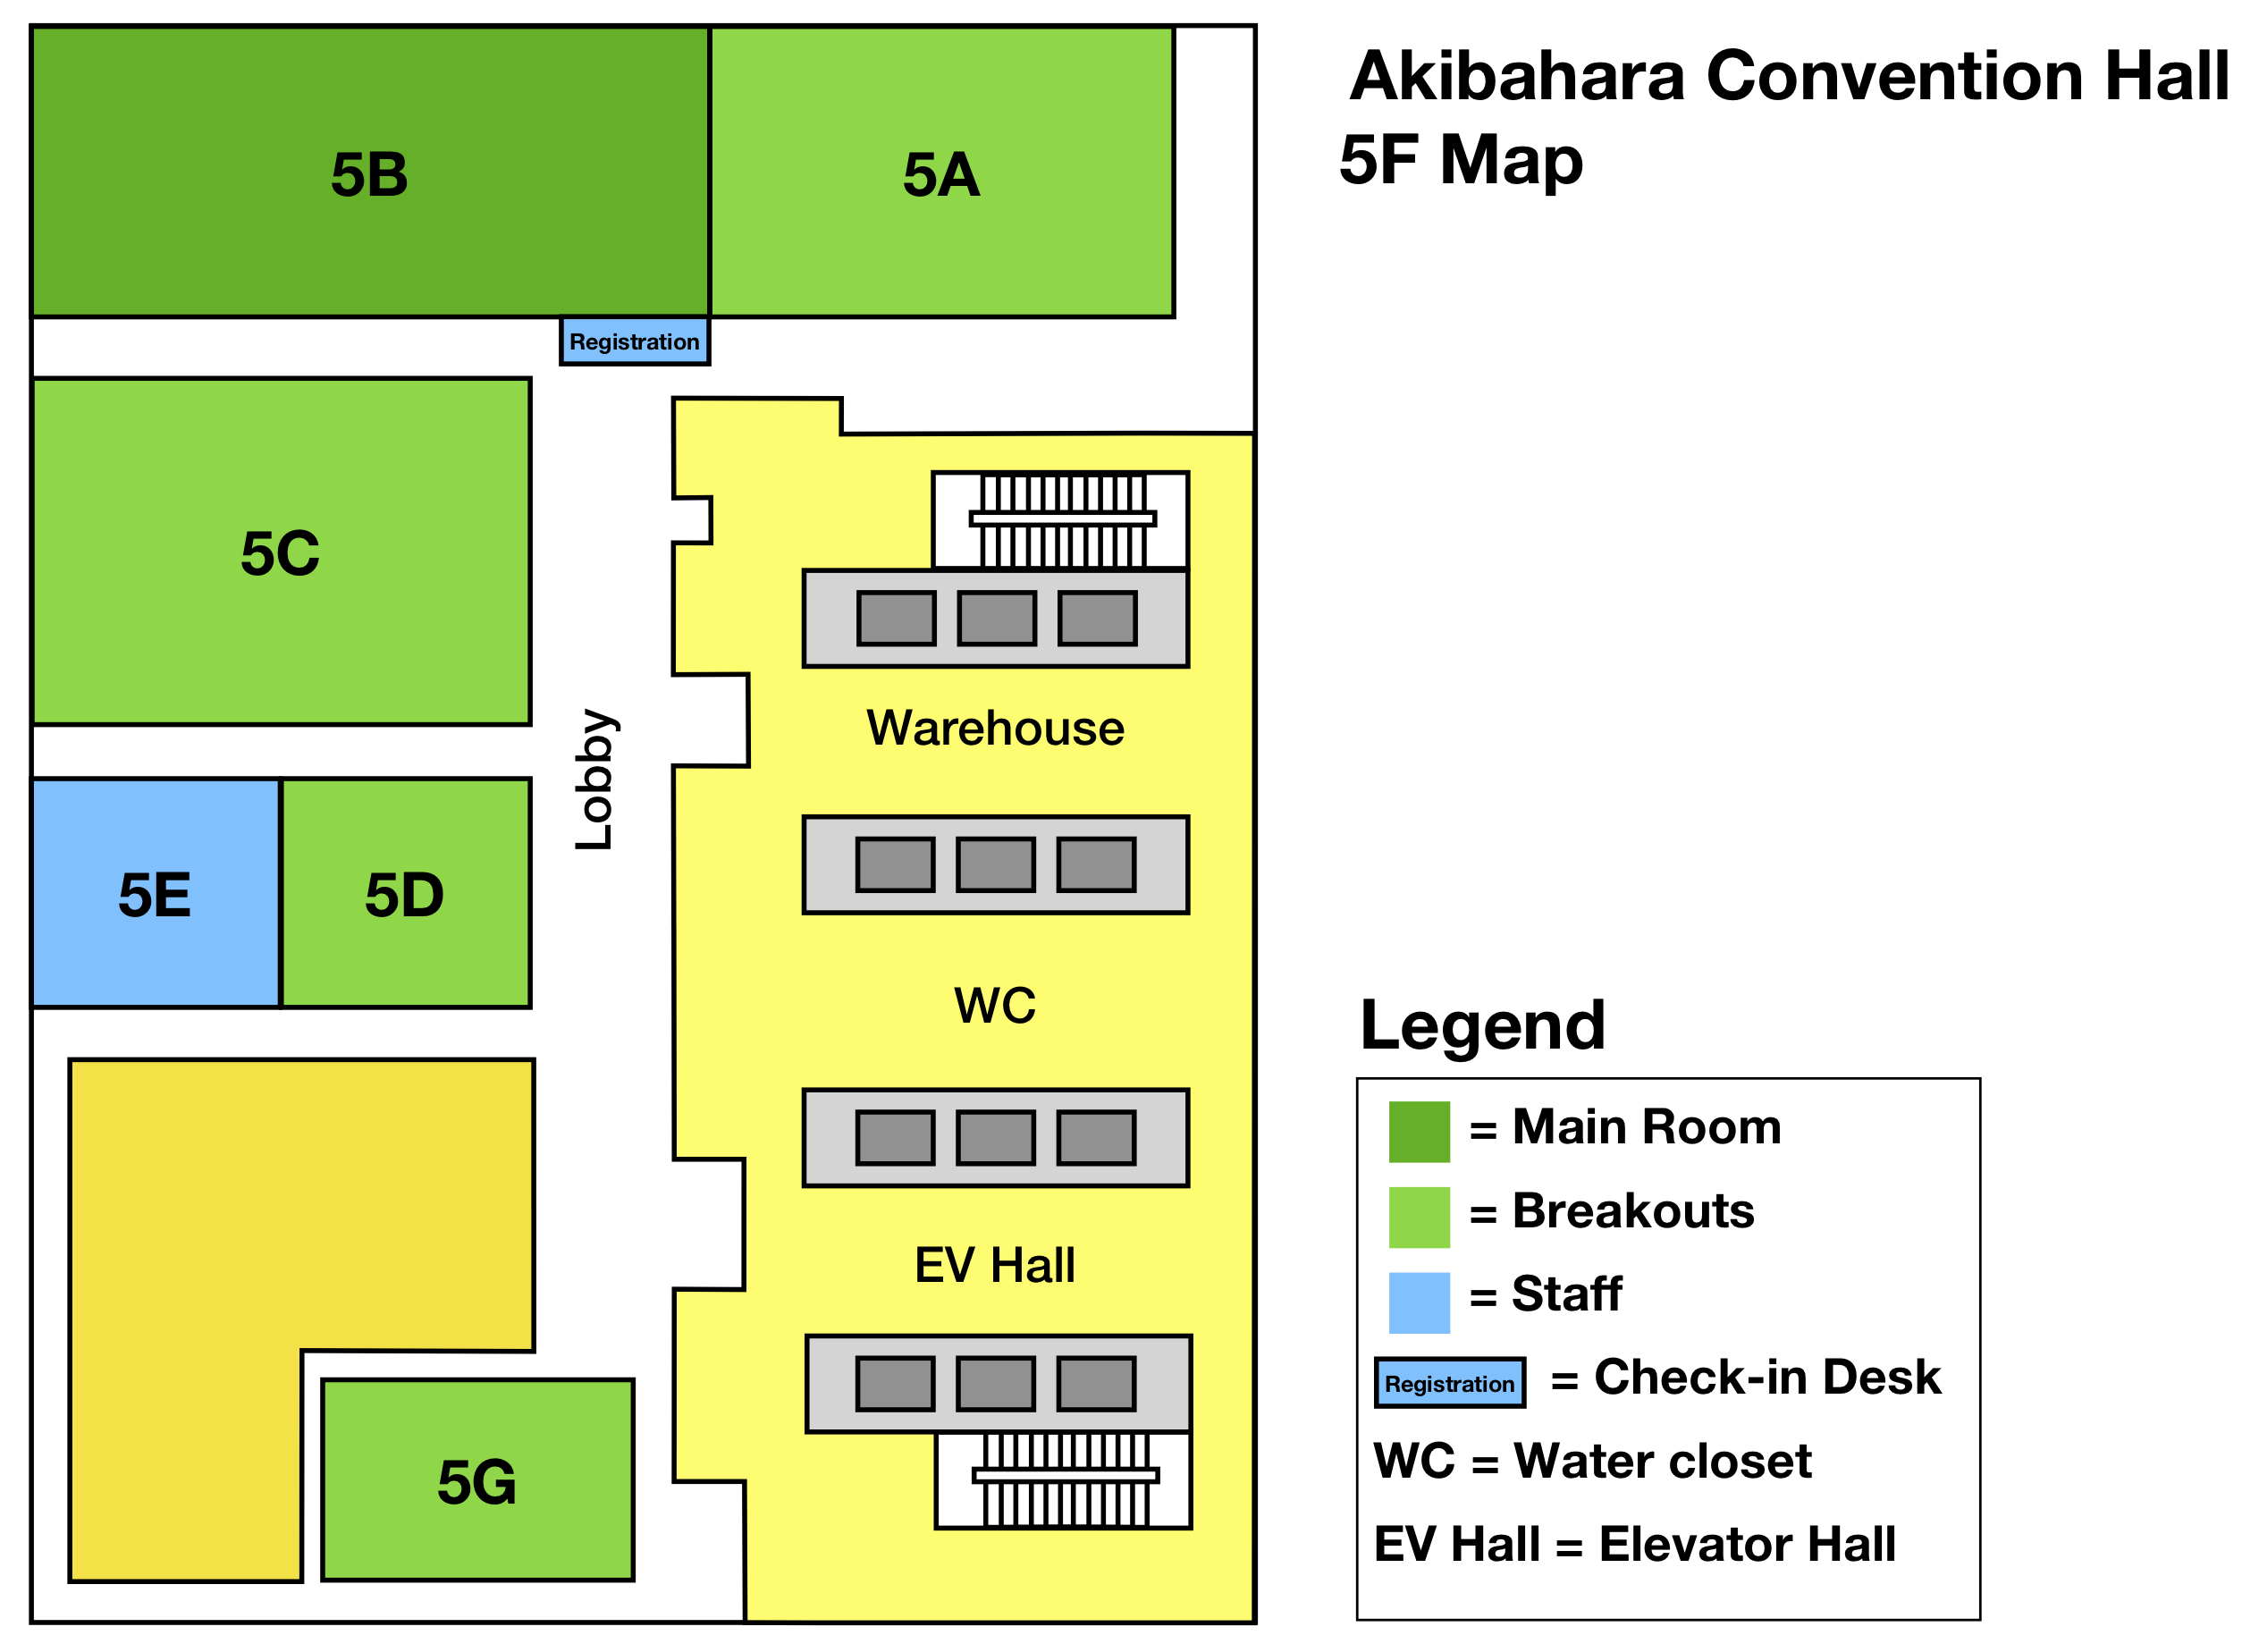 Akibahara Convention Hall
5F Map
5B
5A
Registration
5C
Lobby
Warehouse
5E
5D
WC
EV Hall
5G
Legend
= Main Room
= Breakouts
= Staff
Registration = Check-in Desk
WC = Water closet
EV Hall = Elevator Hall